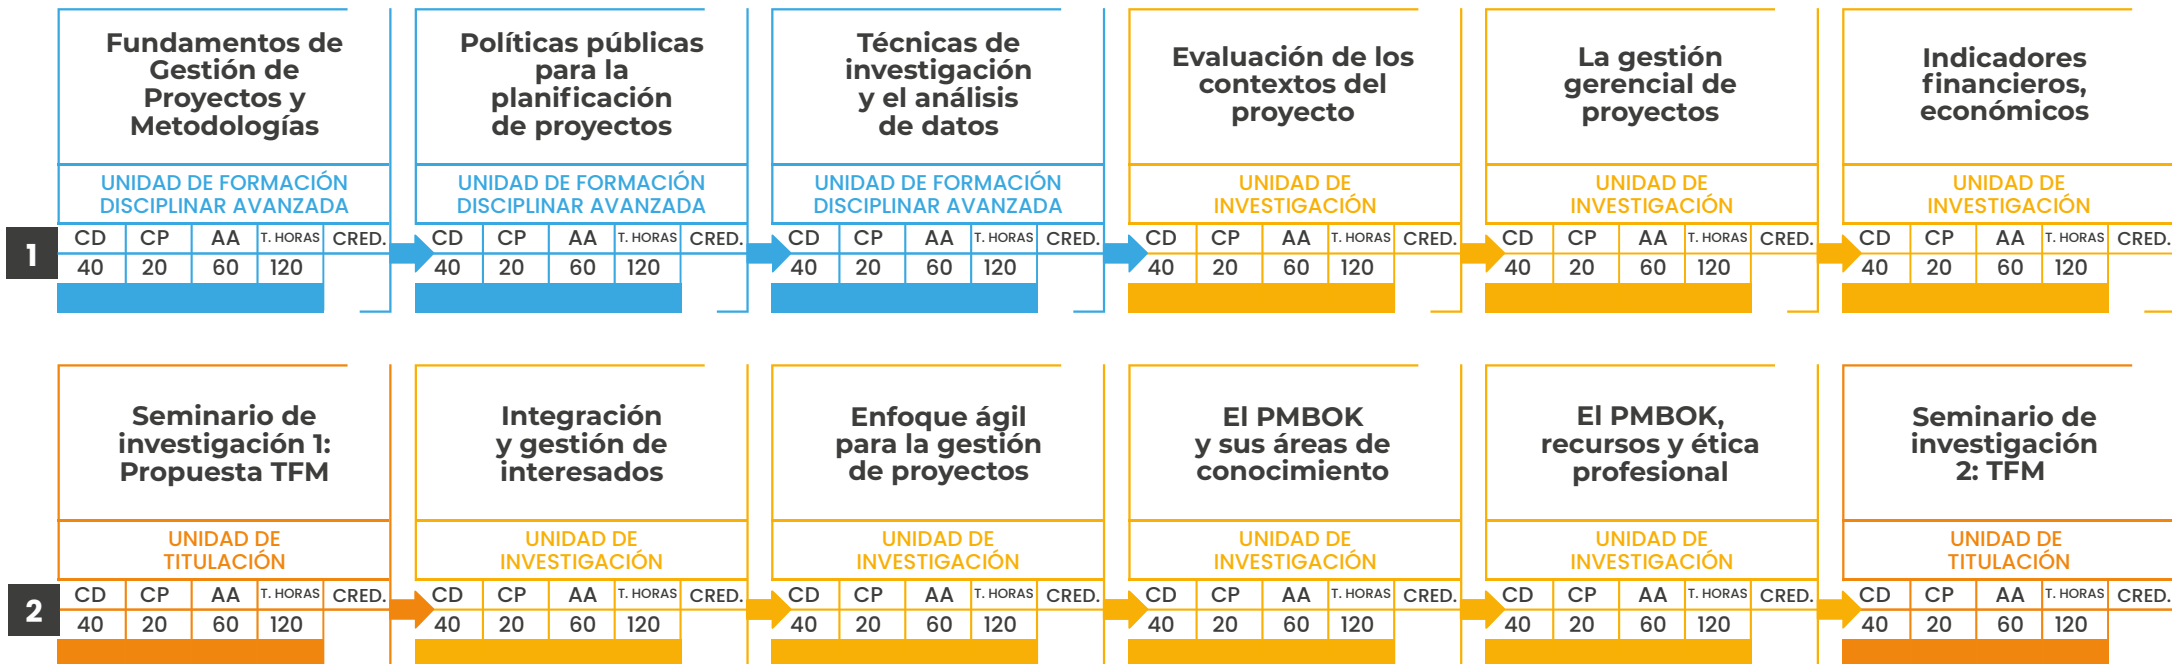 Fundamentos de
Gestión de
Proyectos y
Metodologías
UNIDAD DE FORMACIÓN
DISCIPLINAR AVANZADA
CD CP AA T. HORAS CRED.
40 20 60 120
Políticas públicas
para la
planificación
de proyectos
UNIDAD DE FORMACIÓN
DISCIPLINAR AVANZADA
CD CP AA T. HORAS CRED.
40 20 60 120
Técnicas de
investigación
y el análisis
de datos
UNIDAD DE FORMACIÓN
DISCIPLINAR AVANZADA
CD CP AA T. HORAS CRED.
40 20 60 120
Evaluación de los
contextos del
proyecto
UNIDAD DE
INVESTIGACIÓN
CD CP AA T. HORAS CRED.
40 20 60 120
La gestión
gerencial de
proyectos
UNIDAD DE
INVESTIGACIÓN
CD CP AA T. HORAS CRED.
40 20 60 120
Indicadores
financieros,
económicos
UNIDAD DE
INVESTIGACIÓN
CD CP AA T. HORAS CRED.
40 20 60 120
1
Seminario de
investigación 1:
Propuesta TFM
UNIDAD DE
TITULACIÓN
CD CP AA T. HORAS CRED.
40 20 60 120
Integración
y gestión de
interesados
UNIDAD DE
INVESTIGACIÓN
CD CP AA T. HORAS CRED.
40 20 60 120
Enfoque ágil
para la gestión
de proyectos
UNIDAD DE
INVESTIGACIÓN
CD CP AA T. HORAS CRED.
40 20 60 120
El PMBOK
y sus áreas de
conocimiento
UNIDAD DE
INVESTIGACIÓN
CD CP AA T. HORAS CRED.
40 20 60 120
El PMBOK,
recursos y ética
profesional
UNIDAD DE
INVESTIGACIÓN
CD CP AA T. HORAS CRED.
40 20 60 120
Seminario de
investigación
2: TFM
UNIDAD DE
TITULACIÓN
CD CP AA T. HORAS CRED.
40 20 60 120
2